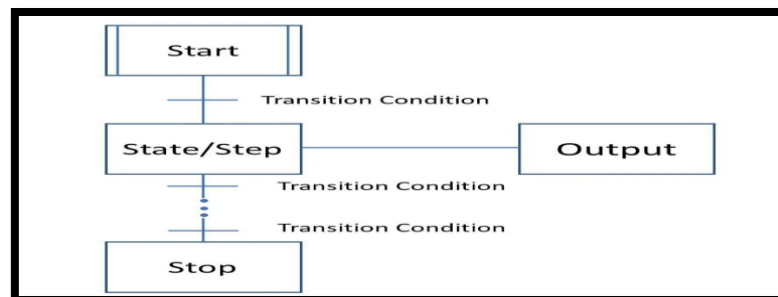 Start
Transition Condition
State/Step
Output
Transition Condition
Transition Condition
Stop